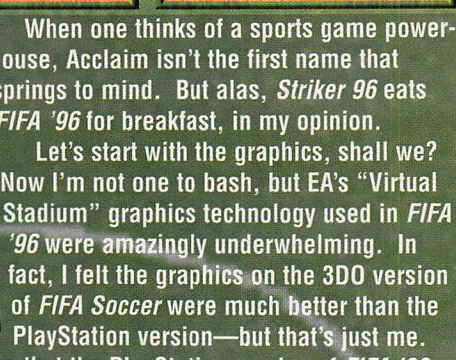 When one thinks of a sports game power-
ouse, Acclaim isn't the first name that
springs to mind. But alas, Striker 96 eats
FIFA '96 for breakfast, in my opinion.
Let's start with the graphics, shall we?
Now I'm not one to bash, but EA's "Virtual
Stadium" graphics technology used in FIFA
'96 were amazingly underwhelming. In
fact, I felt the graphics on the 3DO version
of FIFA Soccer were much better than the
PlayStation version—but that's just me.